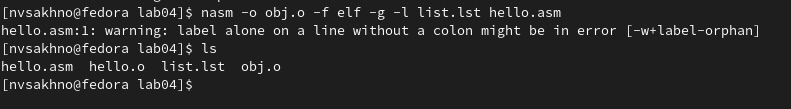 [nvsakhno@fedora lab04]$ nasm -o obj.o -f elf -g -l list.lst hello.asm
hello.asm:1: warning: label alone on a line without a colon might be in error [-w+label-orphan]
[nvsakhno@fedora lab04]$ ls
hello.asm  hello.o  list.lst  obj.o
[nvsakhno@fedora lab04]$